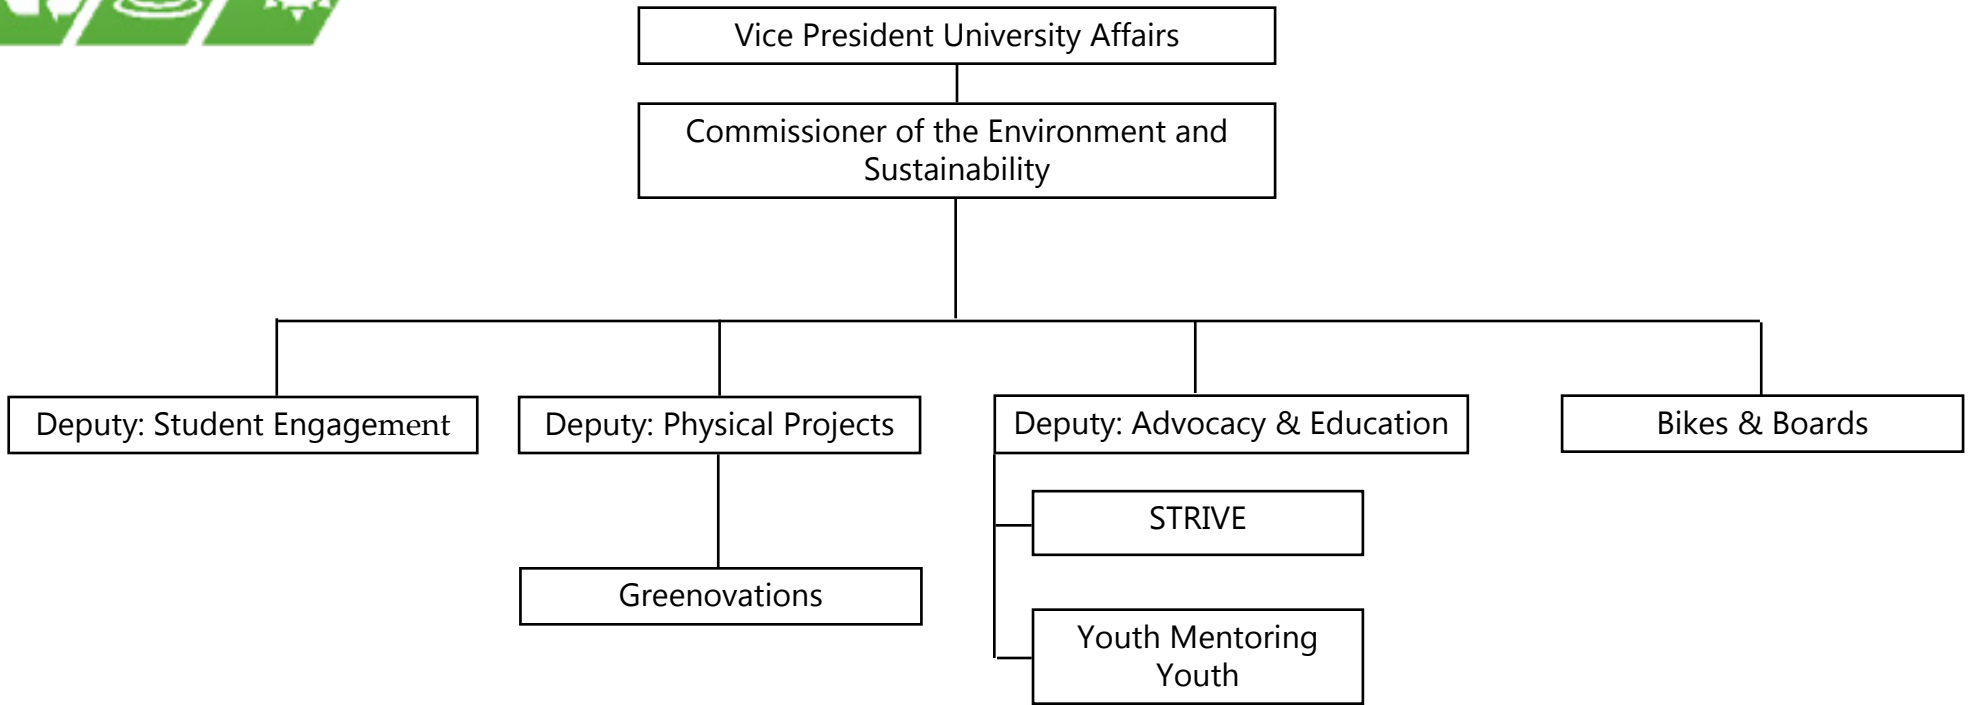 Vice President University Affairs
Commissioner of the Environment and
Sustainability
Deputy: Student Engagement
Deputy: Physical Projects
Deputy: Advocacy & Education
Bikes & Boards
STRIVE
Greenovations
Youth Mentoring
Youth